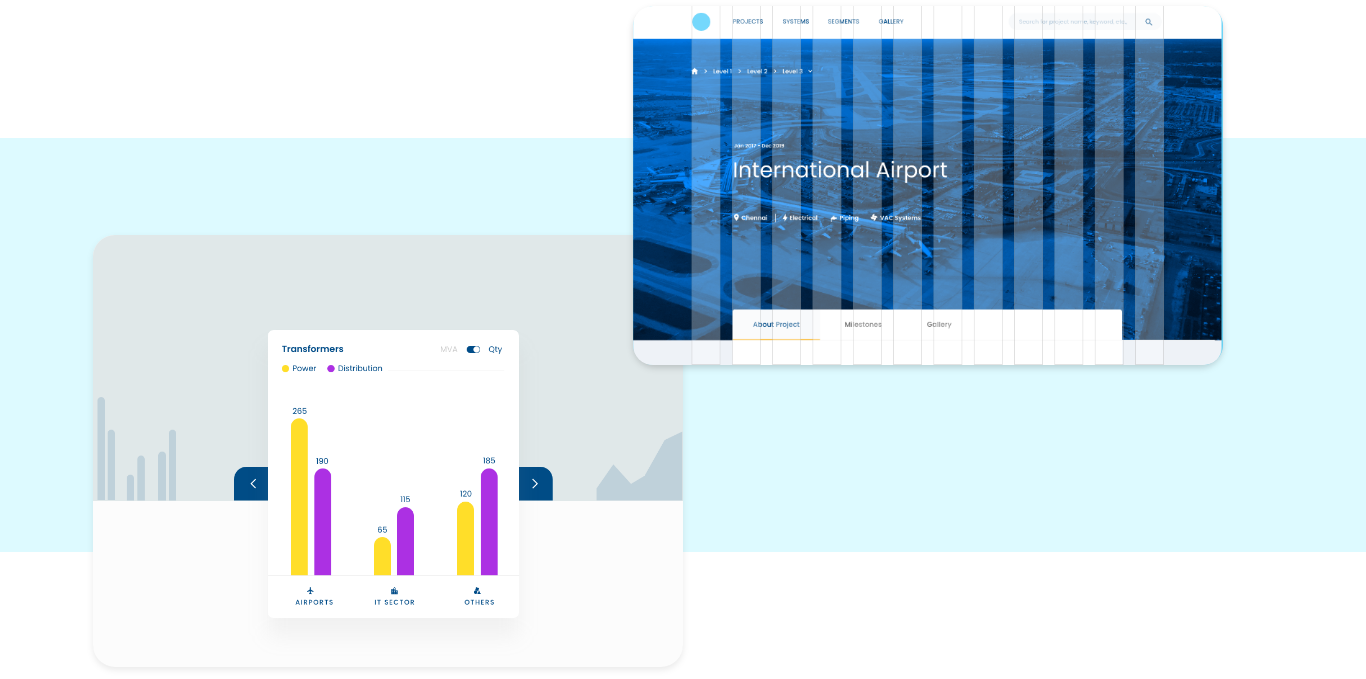 PROJECTS SYSTEMS SEGMENTS GALLERY Search for project name, keyword etc..
Level 1 Level 2 Level 3
Jan 2017 - Dec 2019
International Airport
Chennai Electrical Piping VAC Systems
About Project Milestones Gallery
Transformers MVA Qty
Power Distribution
265
190
185
120
115
65
AIRPORTS IT SECTOR OTHERS